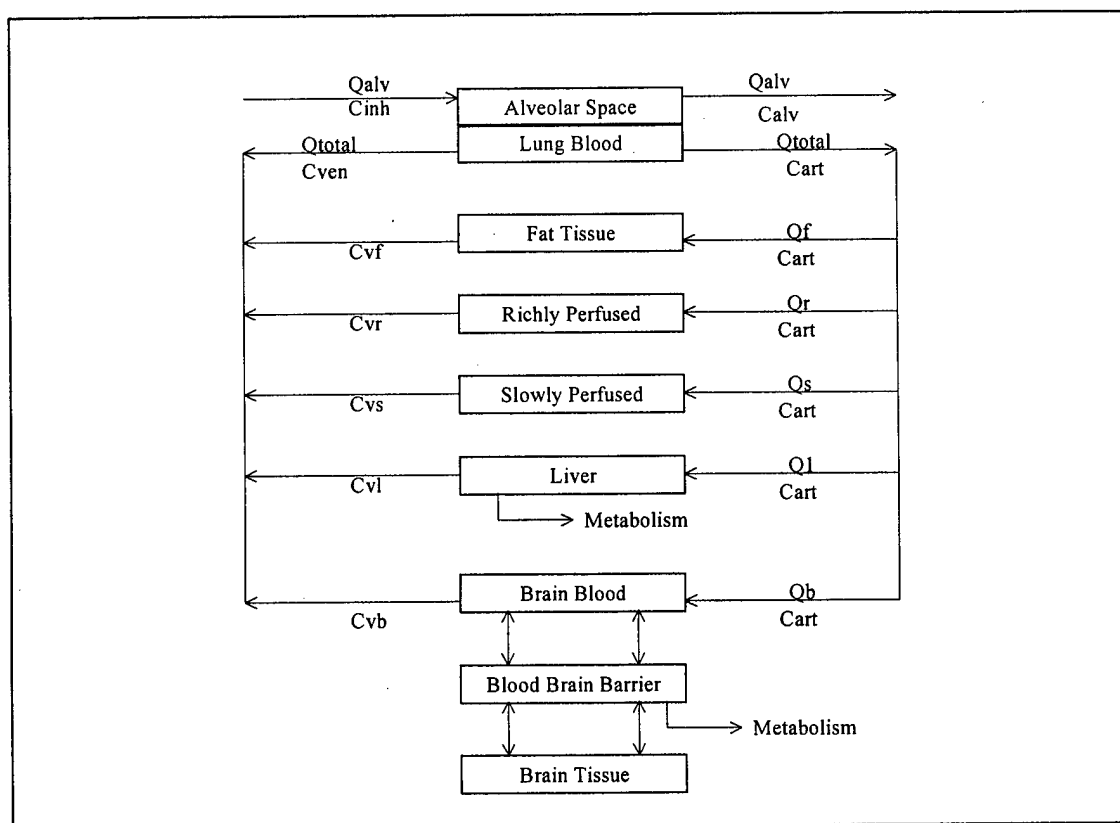 Qalv
Cinh
Alveolar Space
Qalv
Calv
Qtotal
Cven
Lung Blood
Qtotal
Cart
Cvf
Fat Tissue
Qf
Cart
Cvr
Richly Perfused
Qr
Cart
Cvs
Slowly Perfused
Qs
Cart
Cvl
Liver
Ql
Cart
Metabolism
Cvb
Brain Blood
Qb
Cart
Blood Brain Barrier
Metabolism
Brain Tissue